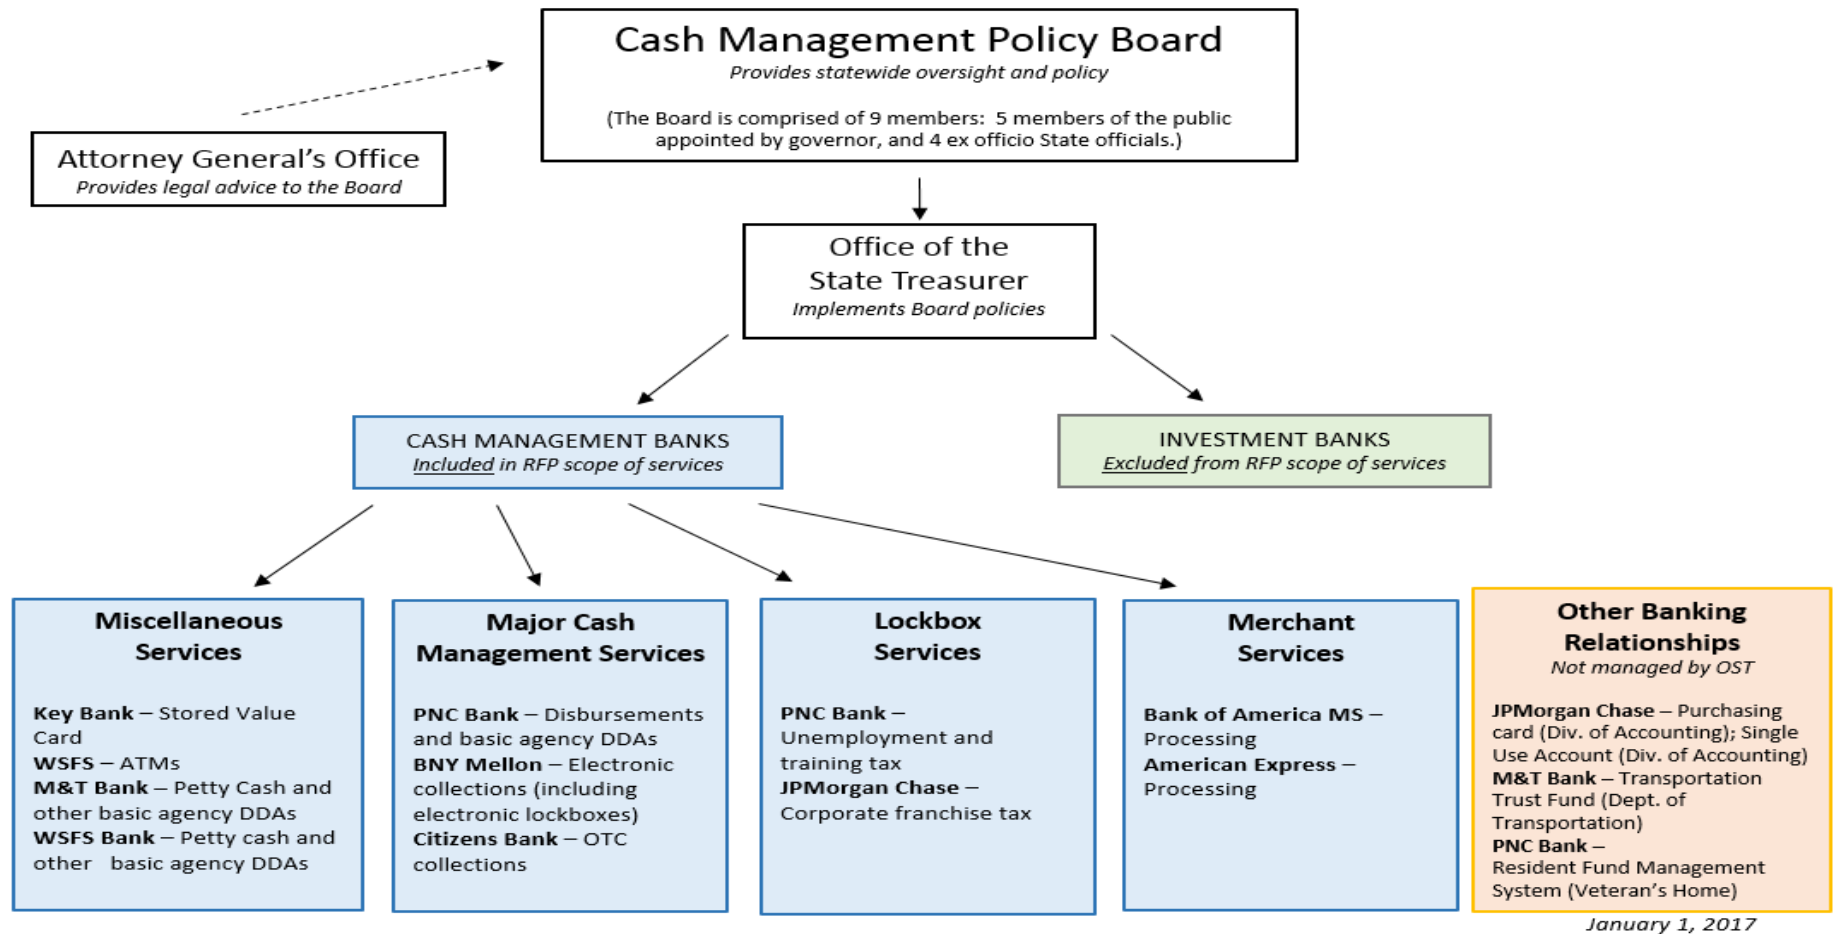 Cash Management Policy Board
Provides statewide oversight and policy
(The Board is comprised of 9 members:  5 members of the public
appointed by governor, and 4 ex officio State officials.)
Attorney General’s Office
Provides legal advice to the Board
Office of the
State Treasurer
Implements Board policies
CASH MANAGEMENT BANKS
Included in RFP scope of services
INVESTMENT BANKS
Excluded from RFP scope of services
Miscellaneous
Services
Key Bank – Stored Value
Card
WSFS – ATMs
M&T Bank – Petty Cash and
other basic agency DDAs
WSFS Bank – Petty cash and
other   basic agency DDAs
Major Cash
Management Services
PNC Bank – Disbursements
and basic agency DDAs
BNY Mellon – Electronic
collections (including
electronic lockboxes)
Citizens Bank – OTC
collections
Lockbox
Services
PNC Bank –
Unemployment and
training tax
JPMorgan Chase –
Corporate franchise tax
Merchant
Services
Bank of America MS –
Processing
American Express –
Processing
Other Banking
Relationships
Not managed by OST
JPMorgan Chase – Purchasing
card (Div. of Accounting); Single
Use Account (Div. of Accounting)
M&T Bank – Transportation
Trust Fund (Dept. of
Transportation)
PNC Bank –
Resident Fund Management
System (Veteran’s Home)
January 1, 2017